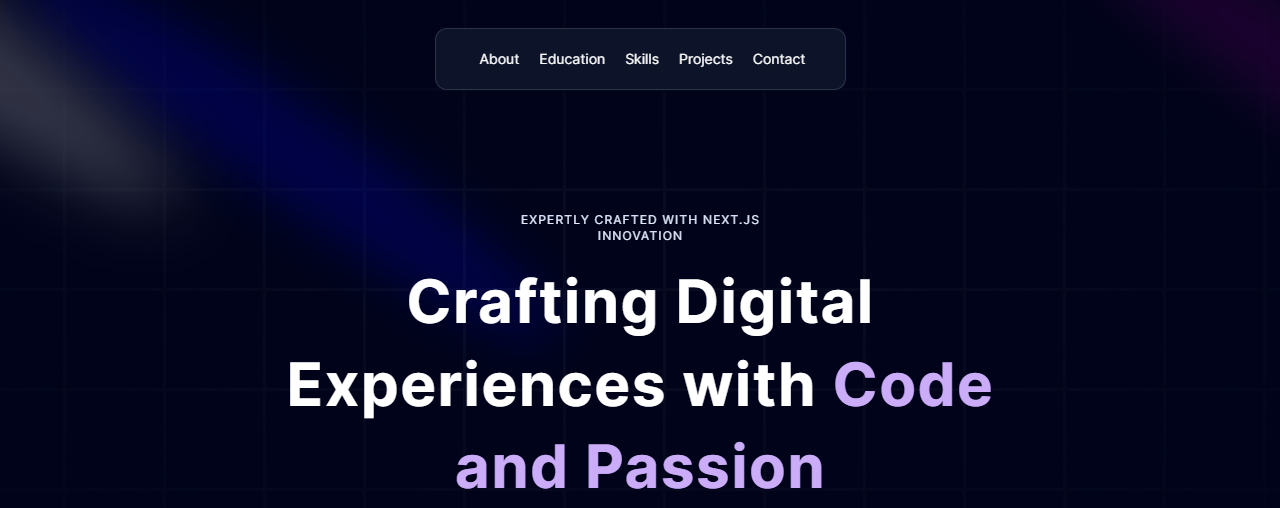 About Education Skills Projects Contact
EXPERTLY CRAFTED WITH NEXT.JS
INNOVATION
Crafting Digital
Experiences with Code
and Passion